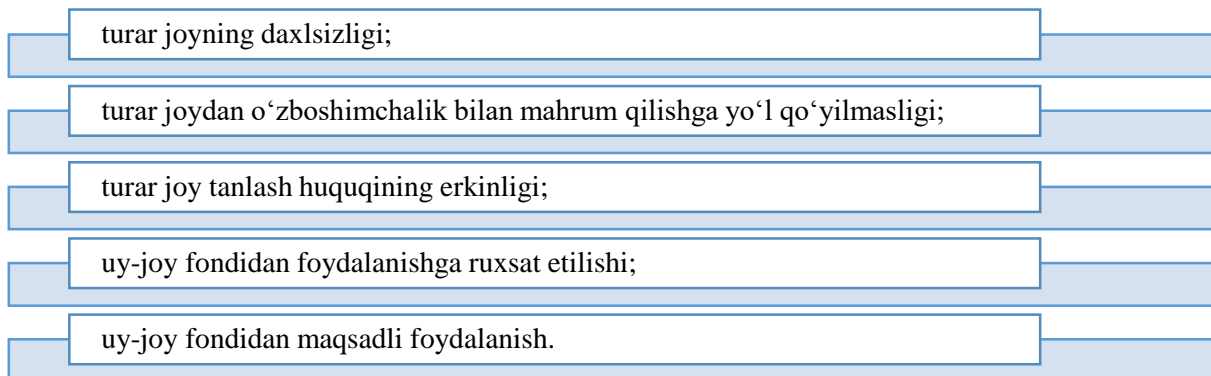 turar joyning daxlsizligi;
turar joydan o‘zboshimchalik bilan mahrum qilishga yo‘l qo‘yilmasligi;
turar joy tanlash huquqining erkinligi;
uy-joy fondidan foydalanishga ruxsat etilishi;
uy-joy fondidan maqsadli foydalanish.